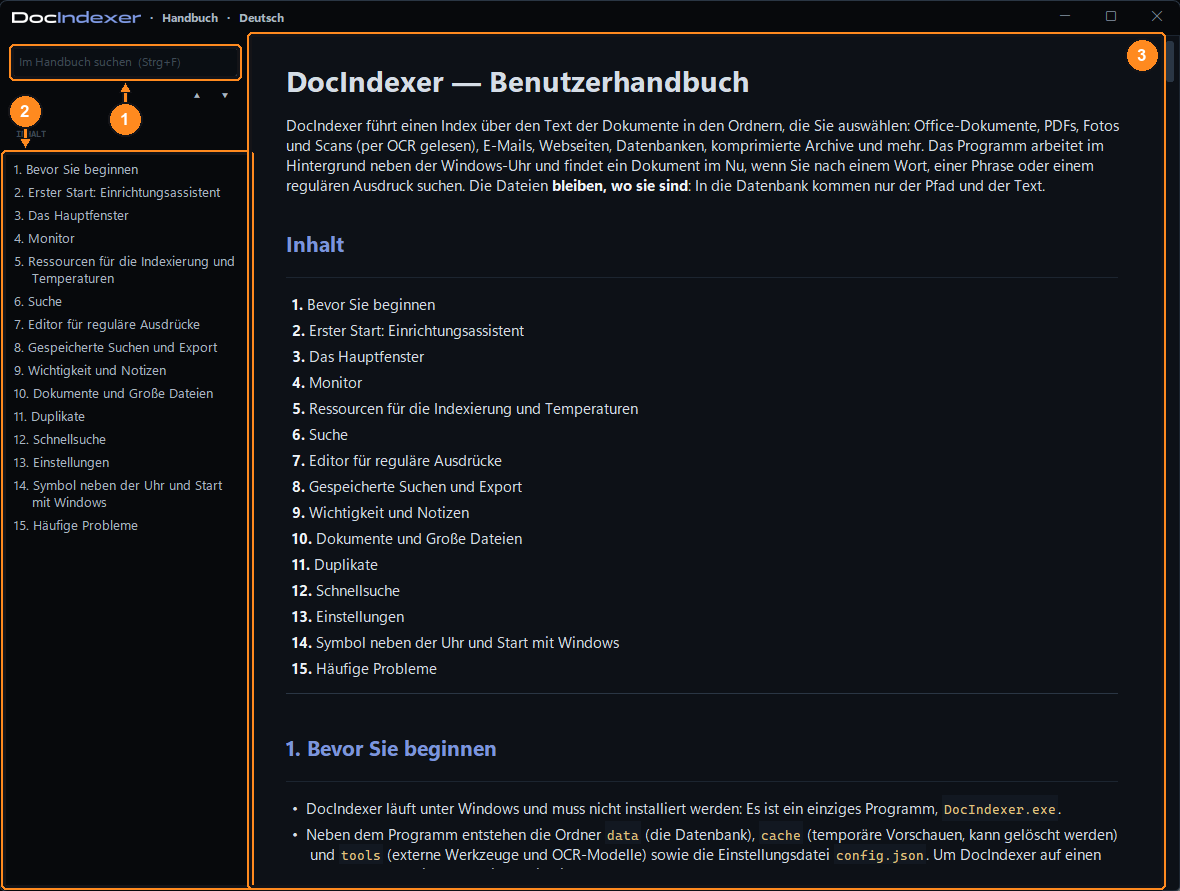 DocIndexer · Handbuch · Deutsch
Im Handbuch suchen (Strg+F)
1
2
3
INHALT
1. Bevor Sie beginnen
2. Erster Start: Einrichtungsassistent
3. Das Hauptfenster
4. Monitor
5. Ressourcen für die Indexierung und
Temperaturen
6. Suche
7. Editor für reguläre Ausdrücke
8. Gespeicherte Suchen und Export
9. Wichtigkeit und Notizen
10. Dokumente und Große Dateien
11. Duplikate
12. Schnellsuche
13. Einstellungen
14. Symbol neben der Uhr und Start
mit Windows
15. Häufige Probleme
DocIndexer — Benutzerhandbuch
DocIndexer führt einen Index über den Text der Dokumente in den Ordnern, die Sie auswählen: Office-Dokumente, PDFs, Fotos
und Scans (per OCR gelesen), E-Mails, Webseiten, Datenbanken, komprimierte Archive und mehr. Das Programm arbeitet im
Hintergrund neben der Windows-Uhr und findet ein Dokument im Nu, wenn Sie nach einem Wort, einer Phrase oder einem
regulären Ausdruck suchen. Die Dateien bleiben, wo sie sind: In die Datenbank kommen nur der Pfad und der Text.
Inhalt
1. Bevor Sie beginnen
2. Erster Start: Einrichtungsassistent
3. Das Hauptfenster
4. Monitor
5. Ressourcen für die Indexierung und Temperaturen
6. Suche
7. Editor für reguläre Ausdrücke
8. Gespeicherte Suchen und Export
9. Wichtigkeit und Notizen
10. Dokumente und Große Dateien
11. Duplikate
12. Schnellsuche
13. Einstellungen
14. Symbol neben der Uhr und Start mit Windows
15. Häufige Probleme
1. Bevor Sie beginnen
• DocIndexer läuft unter Windows und muss nicht installiert werden: Es ist ein einziges Programm, DocIndexer.exe.
• Neben dem Programm entstehen die Ordner data (die Datenbank), cache (temporäre Vorschauen, kann gelöscht werden)
und tools (externe Werkzeuge und OCR-Modelle) sowie die Einstellungsdatei config.json. Um DocIndexer auf einen